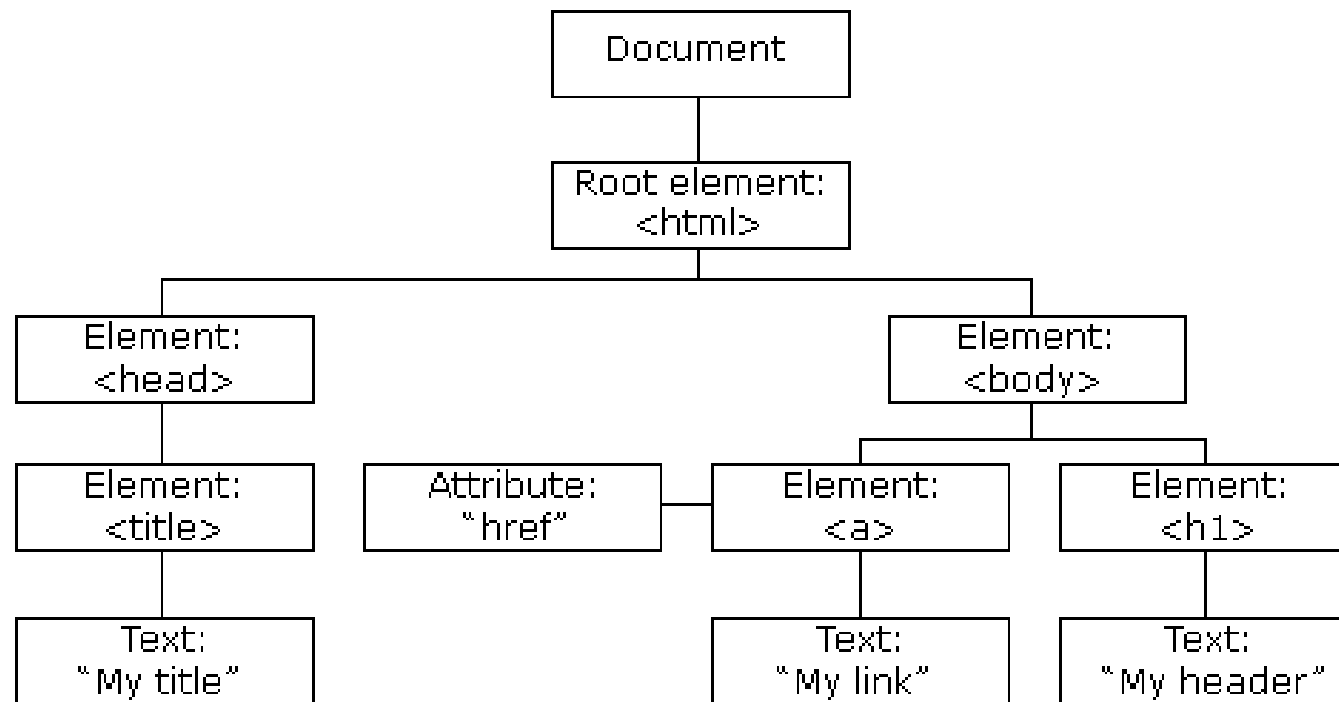 Document
Root element:
<html>
Element:
<head>
Element:
<body>
Element:
<title>
Attribute:
“href”
Element:
<a>
Element:
<h1>
Text:
“My title”
Text:
“My link”
Text:
“My header”